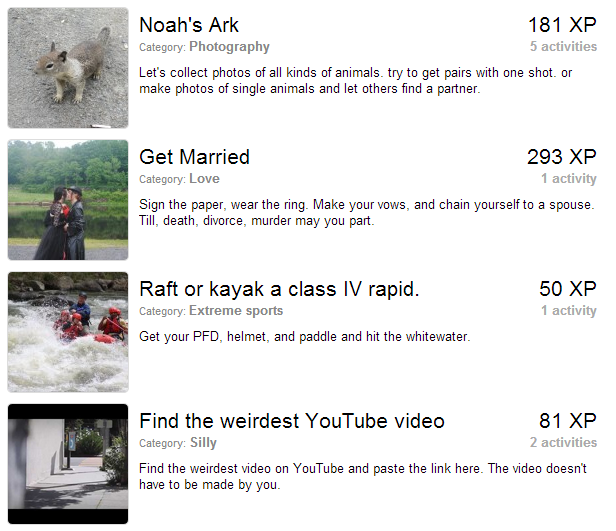 Noah's Ark 181 XP
Category: Photography 5 activities
Let's collect photos of all kinds of animals. try to get pairs with one shot. or
make photos of single animals and let others find a partner.
Get Married 293 XP
Category: Love 1 activity
Sign the paper, wear the ring. Make your vows, and chain yourself to a spouse.
Till, death, divorce, murder may you part.
Raft or kayak a class IV rapid. 50 XP
Category: Extreme sports 1 activity
Get your PFD, helmet, and paddle and hit the whitewater.
Find the weirdest YouTube video 81 XP
Category: Silly 2 activities
Find the weirdest video on YouTube and paste the link here. The video doesn't
have to be made by you.